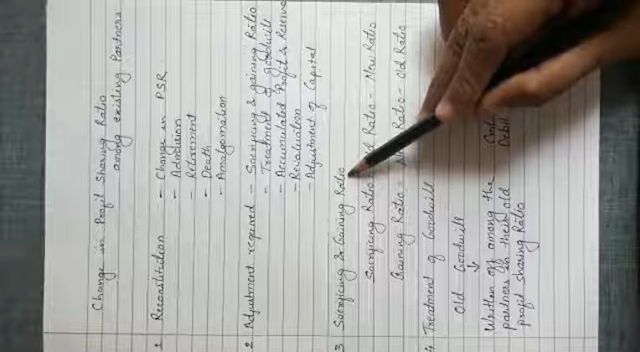 Change in Profit Sharing Ratio
among existing Partners
1 Reconstitution - Change in PSR
- Admission
- Retirement
- Death
- Amalgamation
2 Adjustment required - Sacrificing & gaining Ratio
- Treatment of goodwill
- Accumulated Profit & Reserve
- Revaluation
- Adjustment of Capital
3 Sacrificing & Gaining Ratio
Sacrificing Ratio Ratio - New Ratio
Gaining Ratio - Ratio - Old Ratio
4 Treatment of Goodwill
Old Goodwill
↓
Written off among the
partners in their old
profit sharing Ratio
Debit